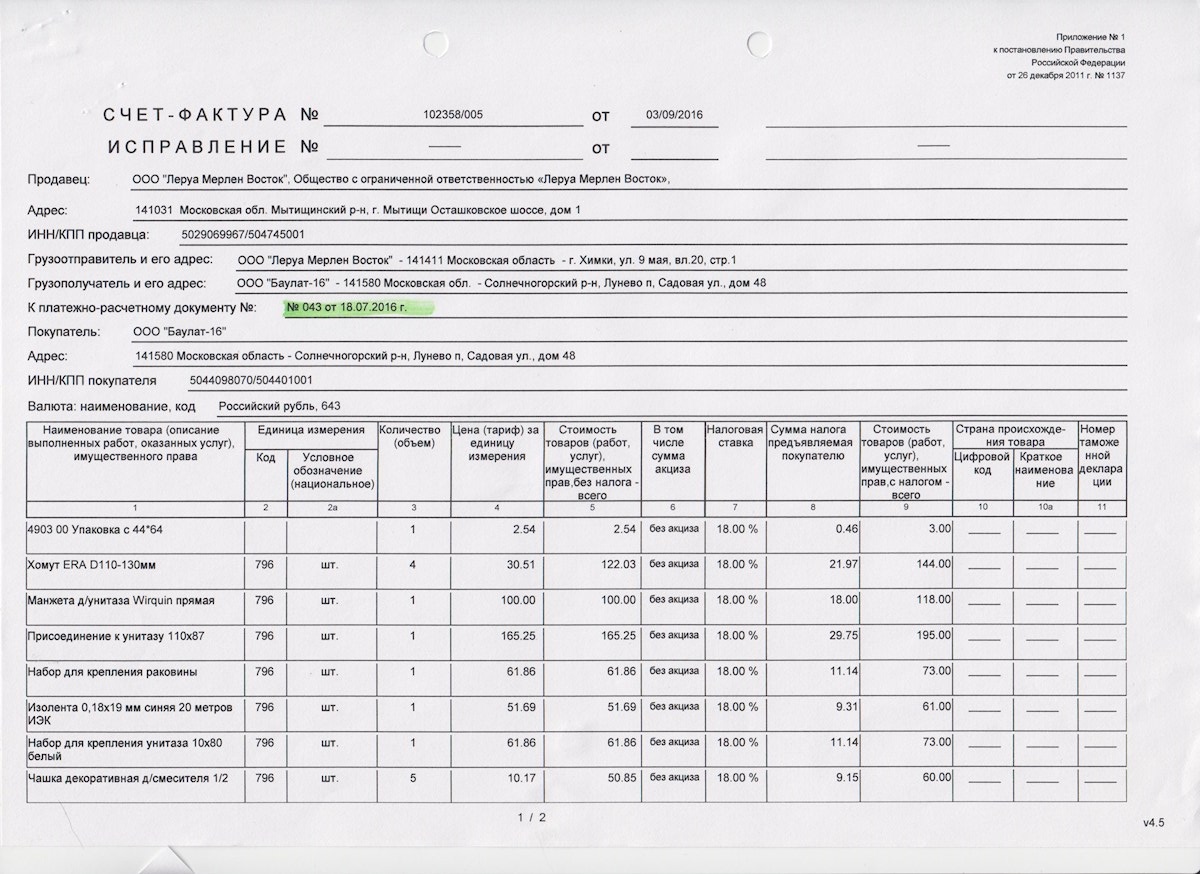 Приложение № 1
к постановлению Правительства
Российской Федерации
от 26 декабря 2011 г. № 1137
СЧЕТ-ФАКТУРА № 102358/005 от 03/09/2016
ИСПРАВЛЕНИЕ № —— от ——
Продавец: ООО "Леруа Мерлен Восток", Общество с ограниченной ответственностью «Леруа Мерлен Восток»,
Адрес: 141031 Московская обл. Мытищинский р-н, г. Мытищи Осташковское шоссе, дом 1
ИНН/КПП продавца: 5029069967/504745001
Грузоотправитель и его адрес: ООО "Леруа Мерлен Восток" - 141411 Московская область - г. Химки, ул. 9 мая, вл.20, стр.1
Грузополучатель и его адрес: ООО "Баулат-16" - 141580 Московская обл. - Солнечногорский р-н, Лунево п, Садовая ул., дом 48
К платежно-расчетному документу №: № 043 от 18.07.2016 г.
Покупатель: ООО "Баулат-16"
Адрес: 141580 Московская область - Солнечногорский р-н, Лунево п, Садовая ул., дом 48
ИНН/КПП покупателя 5044098070/504401001
Валюта: наименование, код Российский рубль, 643
Наименование товара (описание
выполненных работ, оказанных услуг),
имущественного права
Единица измерения
Код
Условное
обозначение
(национальное)
Количество
(объем)
Цена (тариф) за
единицу
измерения
Стоимость
товаров (работ,
услуг),
имущественных
прав,без налога -
всего
В том
числе
сумма
акциза
Налоговая
ставка
Сумма налога
предъявляемая
покупателю
Стоимость
товаров (работ,
услуг),
имущественных
прав,с налогом -
всего
Страна происхожде-
ния товара
Цифровой
код
Краткое
наименова
ние
Номер
таможе
нной
деклара
ции
1 2 2а 3 4 5 6 7 8 9 10 10а 11
4903 00 Упаковка с 44*64 1 2.54 2.54 без акциза 18.00 % 0.46 3.00 —— —— ——
Хомут ERA D110-130мм 796 шт. 4 30.51 122.03 без акциза 18.00 % 21.97 144.00 —— —— ——
Манжета д/унитаза Wirquin прямая 796 шт. 1 100.00 100.00 без акциза 18.00 % 18.00 118.00 —— —— ——
Присоединение к унитазу 110х87 796 шт. 1 165.25 165.25 без акциза 18.00 % 29.75 195.00 —— —— ——
Набор для крепления раковины 796 шт. 1 61.86 61.86 без акциза 18.00 % 11.14 73.00 —— —— ——
Изолента 0,18х19 мм синяя 20 метров 796 шт. 1 51.69 51.69 без акциза 18.00 % 9.31 61.00 —— —— ——
ИЭК
Набор для крепления унитаза 10х80 796 шт. 1 61.86 61.86 без акциза 18.00 % 11.14 73.00 —— —— ——
белый
Чашка декоративная д/смесителя 1/2 796 шт. 5 10.17 50.85 без акциза 18.00 % 9.15 60.00 —— —— ——
1 / 2
v4.5